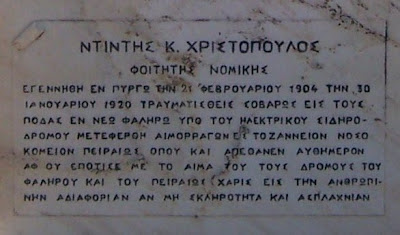 ΝΤΙΝΤΗΣ Κ. ΧΡΙΣΤΟΠΟΥΛΟΣ
ΦΟΙΤΗΤΗΣ ΝΟΜΙΚΗΣ
ΕΓΕΝΝΗΘΗ ΕΝ ΠΥΡΓΩ ΤΗΝ 21 ΦΕΒΡΟΥΑΡΙΟΥ 1904 ΤΗΝ 30
ΙΑΝΟΥΑΡΙΟΥ 1920 ΤΡΑΥΜΑΤΙΣΘΕΙΣ ΣΟΒΑΡΩΣ ΕΙΣ ΤΟΥΣ
ΠΟΔΑΣ ΕΝ ΝΕΩ ΦΑΛΗΡΩ ΥΠΟ ΤΟΥ ΗΛΕΚΤΡΙΚΟΥ ΣΙΔΗΡΟ-
ΔΡΟΜΟΥ ΜΕΤΕΦΕΡΘΗ ΑΙΜΟΡΡΑΓΩΝ ΕΙΣ ΤΟ ΖΑΝΝΕΙΟΝ ΝΟΣΟ
ΚΟΜΕΙΟΝ ΠΕΙΡΑΙΩΣ ΟΠΟΥ ΚΑΙ ΑΠΕΘΑΝΕΝ ΑΥΘΗΜΕΡΟΝ
ΑΦ ΟΥ ΕΠΟΤΙΣΕ ΜΕ ΤΟ ΑΙΜΑ ΤΟΥ ΤΟΥΣ ΔΡΟΜΟΥΣ ΤΟΥ
ΦΑΛΗΡΟΥ ΚΑΙ ΤΟΥ ΠΕΙΡΑΙΩΣ ΧΑΡΙΣ ΕΙΣ ΤΗΝ ΑΝΘΡΩΠΙ-
ΝΗΝ ΑΔΙΑΦΟΡΙΑΝ ΑΝ ΜΗ ΣΚΛΗΡΟΤΗΤΑ ΚΑΙ ΑΣΠΛΑΧΝΙΑΝ